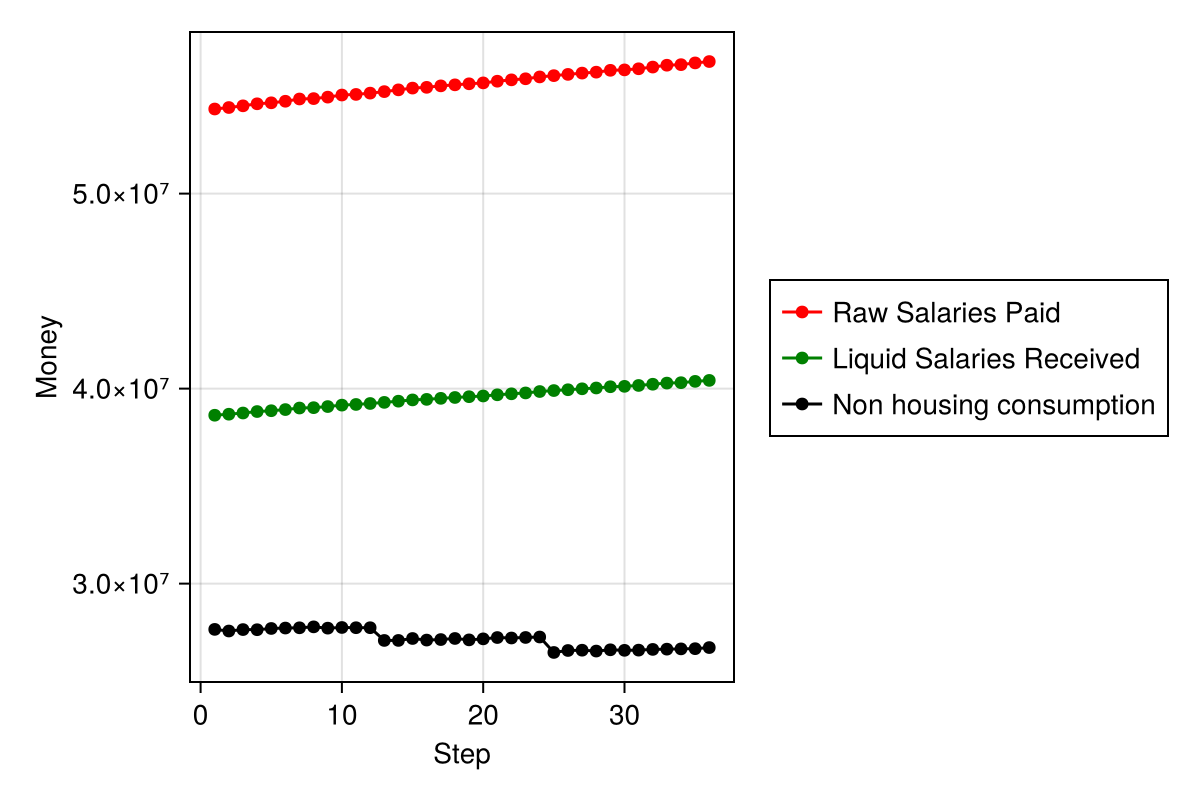 5.0×10⁷
4.0×10⁷
3.0×10⁷
Money
0 10 20 30
Step
Raw Salaries Paid
Liquid Salaries Received
Non housing consumption